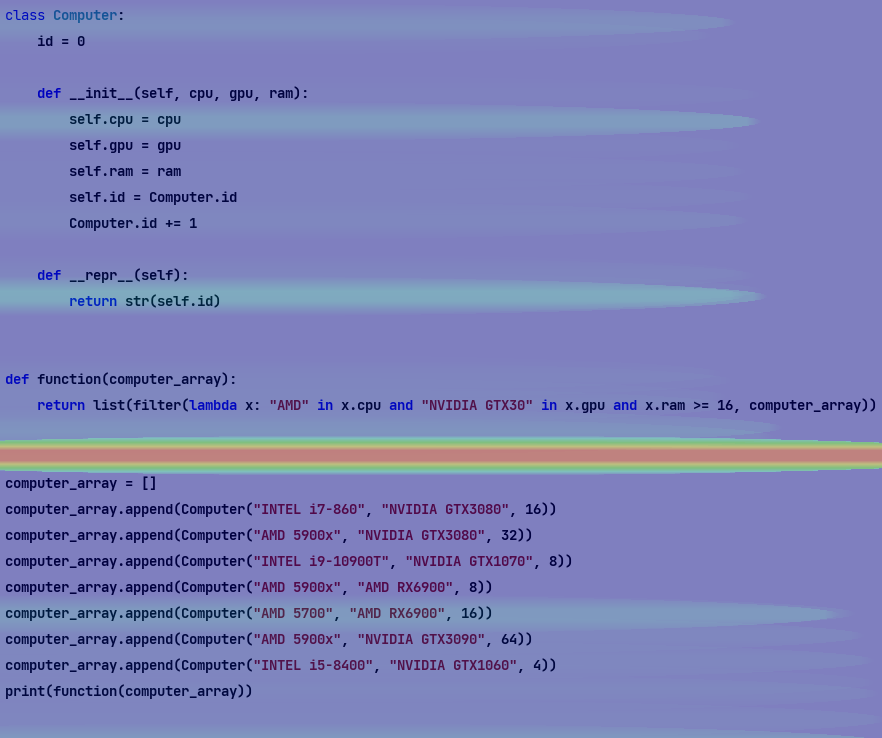 class Computer:
    id = 0
    def __init__(self, cpu, gpu, ram):
        self.cpu = cpu
        self.gpu = gpu
        self.ram = ram
        self.id = Computer.id
        Computer.id += 1
    def __repr__(self):
        return str(self.id)
def function(computer_array):
    return list(filter(lambda x: "AMD" in x.cpu and "NVIDIA GTX30" in x.gpu and x.ram >= 16, computer_array))
computer_array = []
computer_array.append(Computer("INTEL i7-860", "NVIDIA GTX3080", 16))
computer_array.append(Computer("AMD 5900x", "NVIDIA GTX3080", 32))
computer_array.append(Computer("INTEL i9-10900T", "NVIDIA GTX1070", 8))
computer_array.append(Computer("AMD 5900x", "AMD RX6900", 8))
computer_array.append(Computer("AMD 5700", "AMD RX6900", 16))
computer_array.append(Computer("AMD 5900x", "NVIDIA GTX3090", 64))
computer_array.append(Computer("INTEL i5-8400", "NVIDIA GTX1060", 4))
print(function(computer_array))